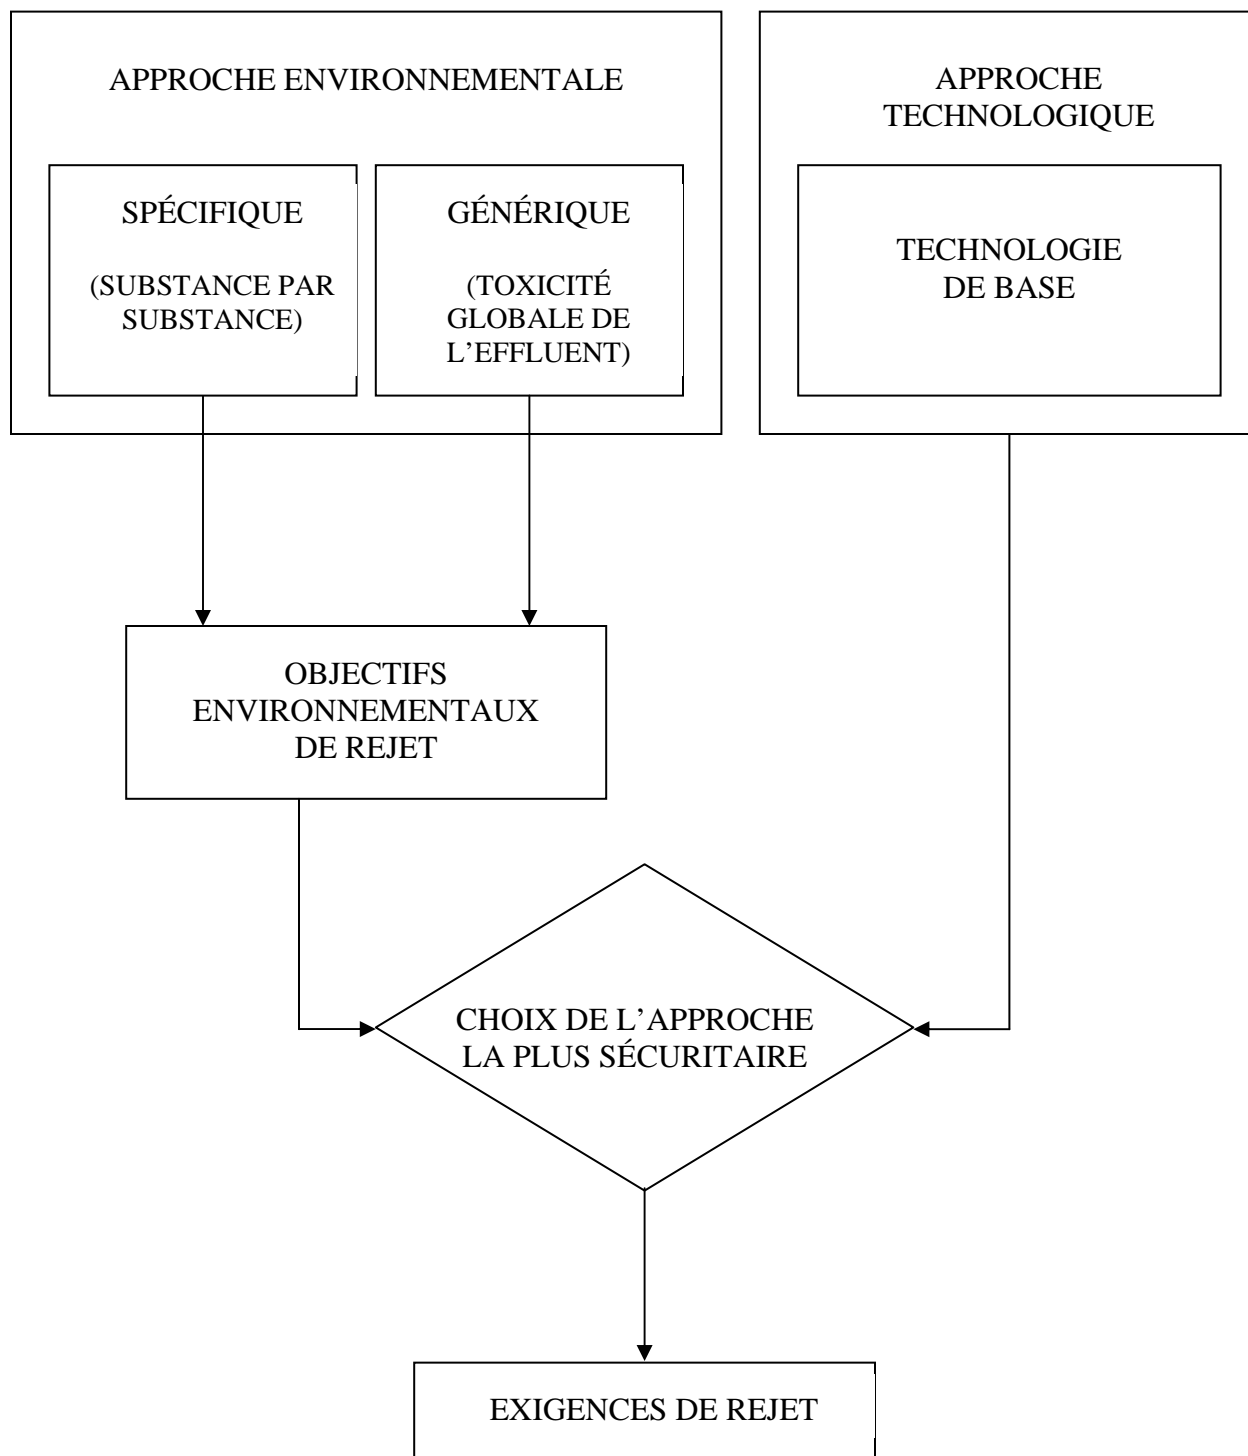 APPROCHE ENVIRONNEMENTALE
SPÉCIFIQUE
(SUBSTANCE PAR
SUBSTANCE)
GÉNÉRIQUE
(TOXICITÉ
GLOBALE DE
L’EFFLUENT)
APPROCHE
TECHNOLOGIQUE
TECHNOLOGIE
DE BASE
OBJECTIFS
ENVIRONNEMENTAUX
DE REJET
CHOIX DE L’APPROCHE
LA PLUS SÉCURITAIRE
EXIGENCES DE REJET